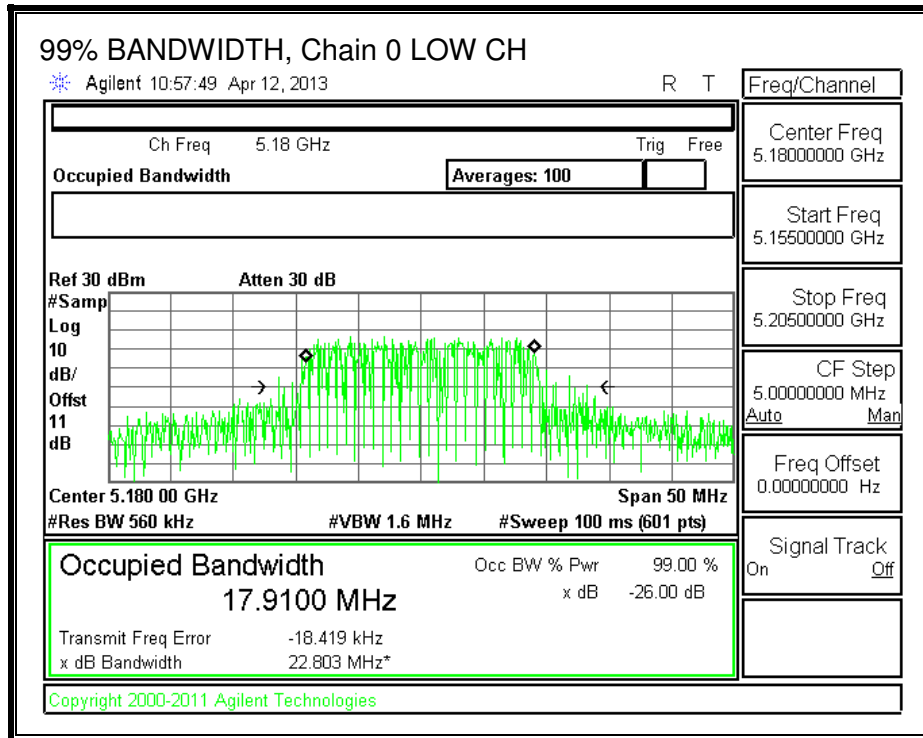 99% BANDWIDTH, Chain 0 LOW CH
Agilent 10:57:49 Apr 12, 2013 R T
Ch Freq 5.18 GHz Trig Free
Occupied Bandwidth Averages: 100
Ref 30 dBm Atten 30 dB
#Samp
Log
10
dB/
Offst
11
dB
Center 5.180 00 GHz Span 50 MHz
#Res BW 560 kHz #VBW 1.6 MHz #Sweep 100 ms (601 pts)
Occupied Bandwidth Occ BW % Pwr 99.00 %
17.9100 MHz x dB -26.00 dB
Transmit Freq Error -18.419 kHz
x dB Bandwidth 22.803 MHz*
Copyright 2000-2011 Agilent Technologies
Freq/Channel
Center Freq
5.18000000 GHz
Start Freq
5.15500000 GHz
Stop Freq
5.20500000 GHz
CF Step
5.00000000 MHz
Auto Man
Freq Offset
0.00000000 Hz
Signal Track
On Off